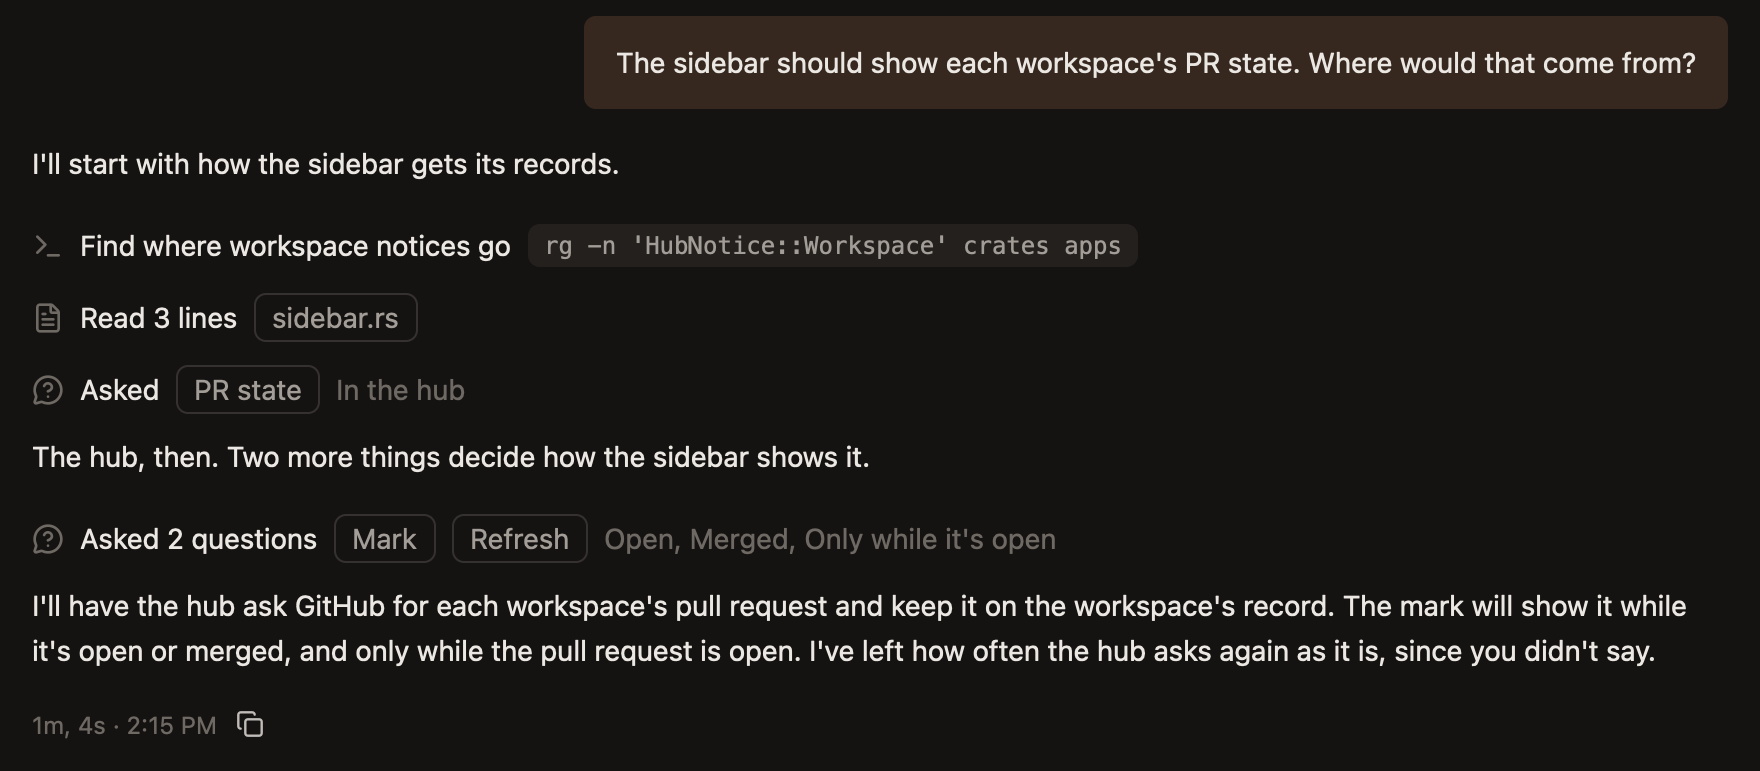 The sidebar should show each workspace's PR state. Where would that come from?
I'll start with how the sidebar gets its records.
Find where workspace notices go rg -n 'HubNotice::Workspace' crates apps
Read 3 lines sidebar.rs
Asked PR state In the hub
The hub, then. Two more things decide how the sidebar shows it.
Asked 2 questions Mark Refresh Open, Merged, Only while it's open
I'll have the hub ask GitHub for each workspace's pull request and keep it on the workspace's record. The mark will show it while
it's open or merged, and only while the pull request is open. I've left how often the hub asks again as it is, since you didn't say.
1m, 4s · 2:15 PM